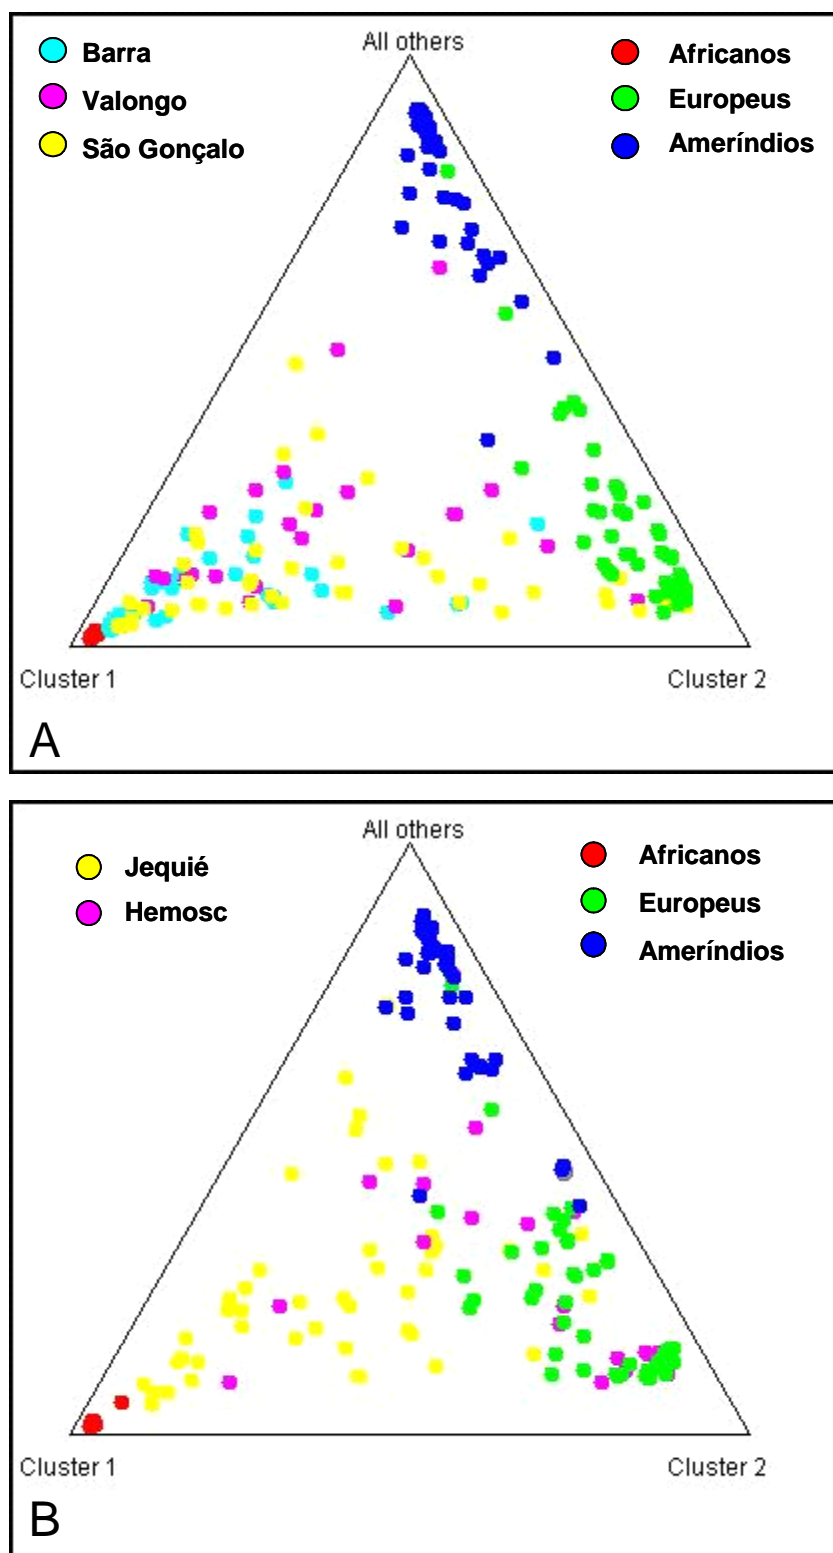 All others
Barra
Valongo
São Gonçalo
Africanos
Europeus
Ameríndios
Cluster 1
Cluster 2
A
All others
Jequié
Hemosc
Africanos
Europeus
Ameríndios
Cluster 1
Cluster 2
B